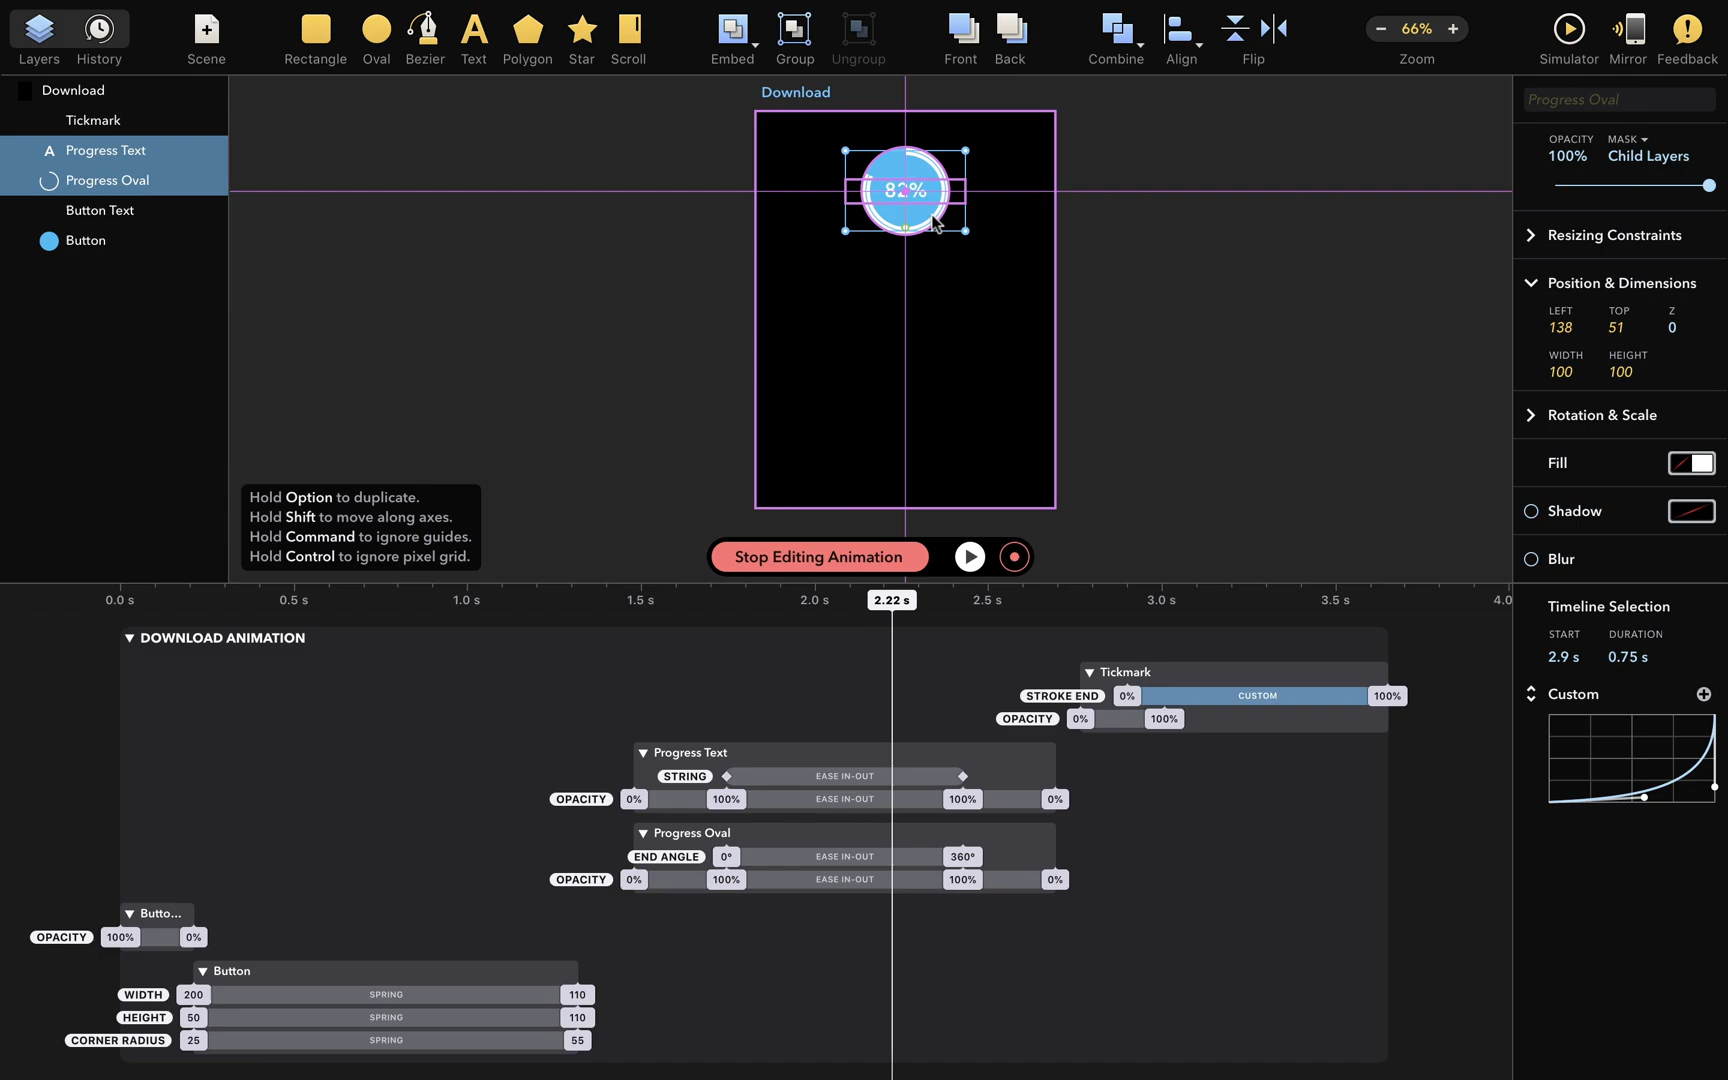 Layers
History
Scene
Rectangle
Oval
Bezier
Text
Polygon
Star
Scroll
Embed
Group
Ungroup
Front
Back
Combine
Align
Flip
66%
Zoom
Simulator
Mirror
Feedback
Download
Tickmark
A Progress Text
Progress Oval
Button Text
Button
Download
82%
Hold Option to duplicate.
Hold Shift to move along axes.
Hold Command to ignore guides.
Hold Control to ignore pixel grid.
Stop Editing Animation
Progress Oval
OPACITY MASK
100% Child Layers
Resizing Constraints
Position & Dimensions
LEFT TOP Z
138 51 0
WIDTH HEIGHT
100 100
Rotation & Scale
Fill
Shadow
Blur
0.0 s 0.5 s 1.0 s 1.5 s 2.0 s 2.22 s 2.5 s 3.0 s 3.5 s 4.0
DOWNLOAD ANIMATION
Tickmark
STROKE END 0% CUSTOM 100%
OPACITY 0% 100%
Progress Text
STRING EASE IN-OUT
OPACITY 0% 100% EASE IN-OUT 100% 0%
Progress Oval
END ANGLE 0° EASE IN-OUT 360°
OPACITY 0% 100% EASE IN-OUT 100% 0%
Butto...
OPACITY 100% 0%
Button
WIDTH 200 SPRING 110
HEIGHT 50 SPRING 110
CORNER RADIUS 25 SPRING 55
Timeline Selection
START DURATION
2.9 s 0.75 s
Custom